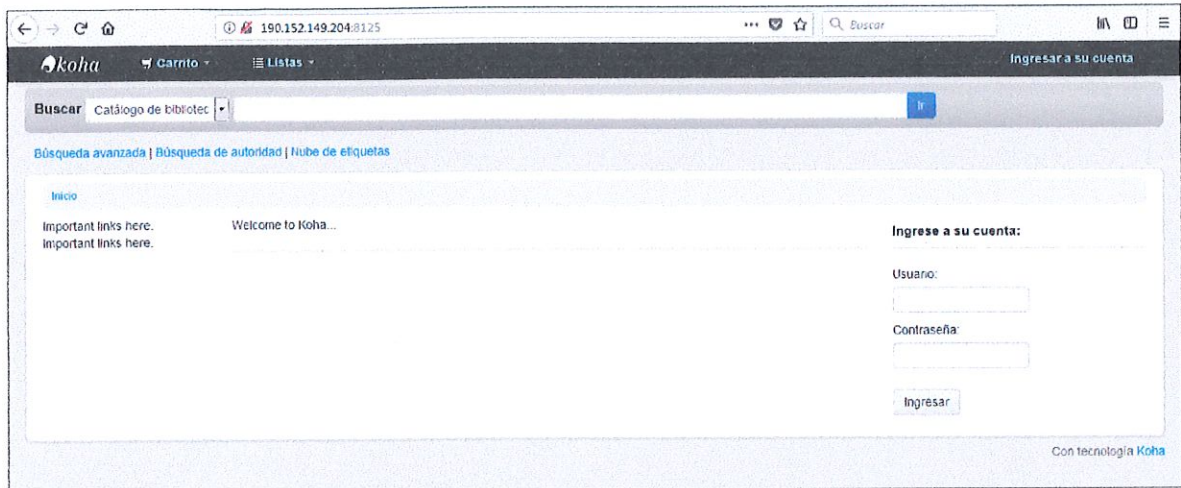 190.152.149.204:8125
Buscar
koha Carrito Listas Ingresar a su cuenta
Buscar Catálogo de bibliotec Ir
Búsqueda avanzada | Búsqueda de autoridad | Nube de etiquetas
Inicio
Important links here.
Important links here.
Welcome to Koha...
Ingrese a su cuenta:
Usuario:
Contraseña:
Ingresar
Con tecnología Koha